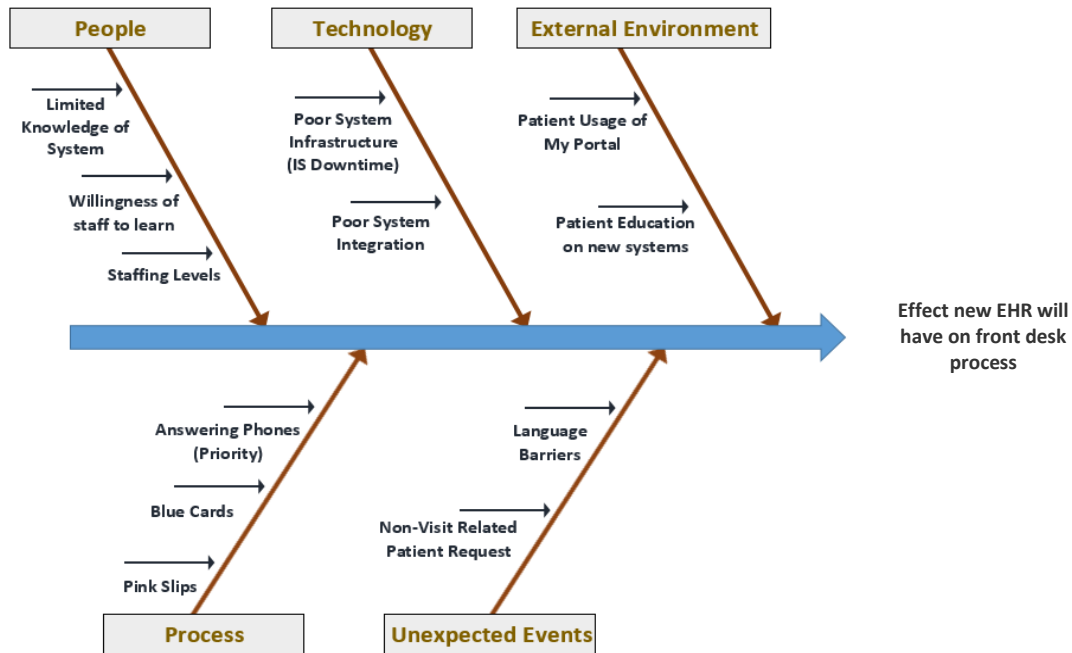 People
Technology
External Environment
Limited
Knowledge of
System
Willingness of
staff to learn
Staffing Levels
Poor System
Infrastructure
(IS Downtime)
Poor System
Integration
Patient Usage of
My Portal
Patient Education
on new systems
Effect new EHR will
have on front desk
process
Answering Phones
(Priority)
Blue Cards
Pink Slips
Language
Barriers
Non-Visit Related
Patient Request
Process
Unexpected Events